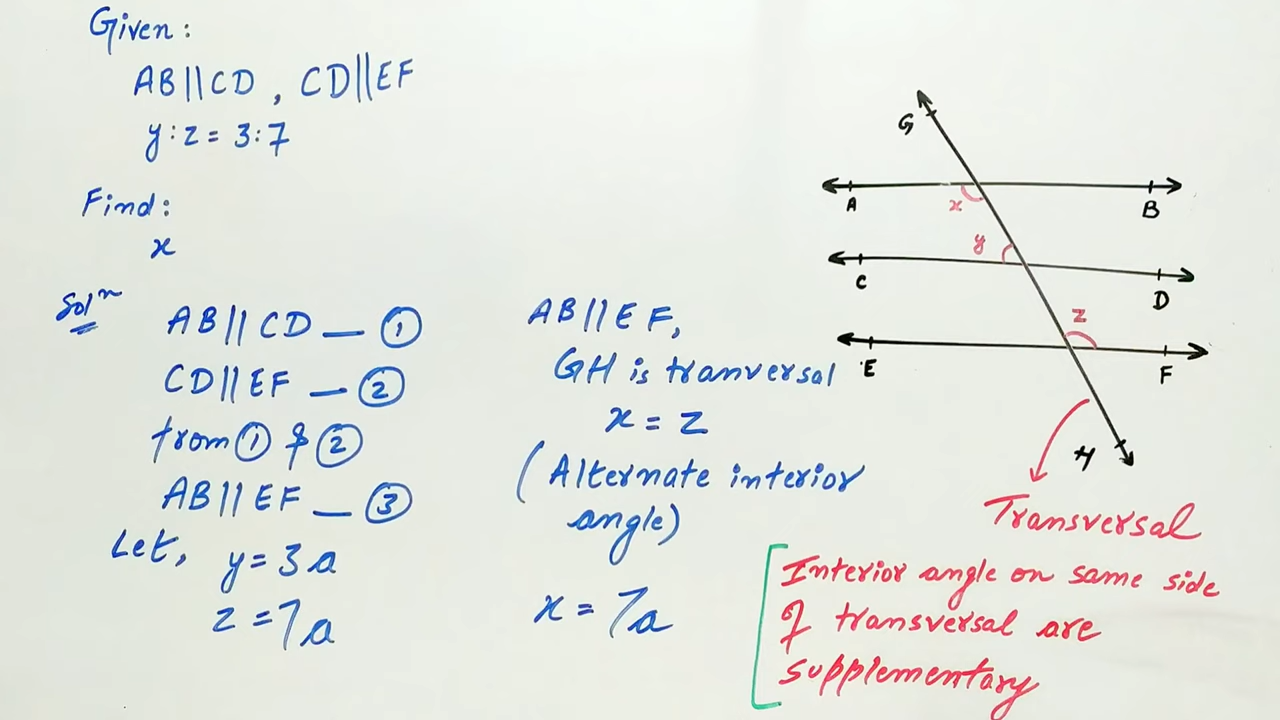 Given:
AB||CD, CD||EF
y:z = 3:7
Find:
x
Solⁿ
AB||CD — ①
CD||EF — ②
from ① & ②
AB||EF — ③
Let, y = 3a
z = 7a
AB||EF,
GH is tranversal
x = z
(Alternate interior
angle)
x = 7a
G
A
x
B
y
C
D
z
E
F
H
Transversal
Interior angle on same side
of transversal are
supplementary